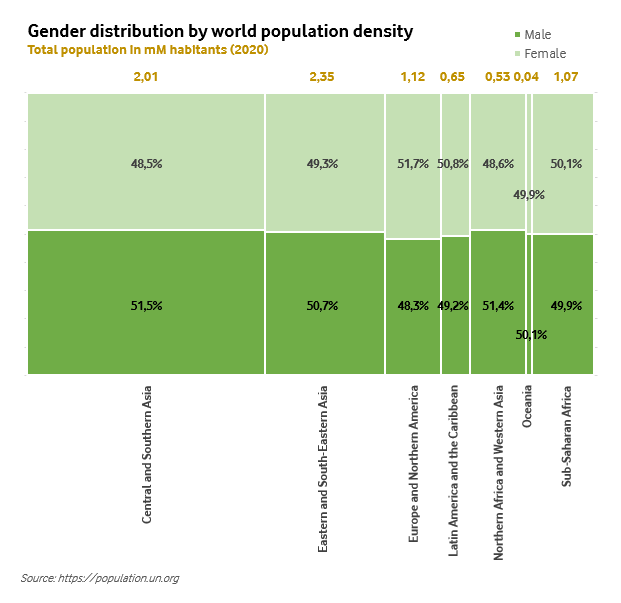 Gender distribution by world population density
Total population in mM habitants (2020)
Male
Female
2,01 2,35 1,12 0,65 0,53 0,04 1,07
48,5% 49,3% 51,7% 50,8% 48,6% 49,9% 50,1%
51,5% 50,7% 48,3% 49,2% 51,4% 50,1% 49,9%
Central and Southern Asia
Eastern and South-Eastern Asia
Europe and Northern America
Latin America and the Caribbean
Northern Africa and Western Asia
Oceania
Sub-Saharan Africa
Source: https://population.un.org